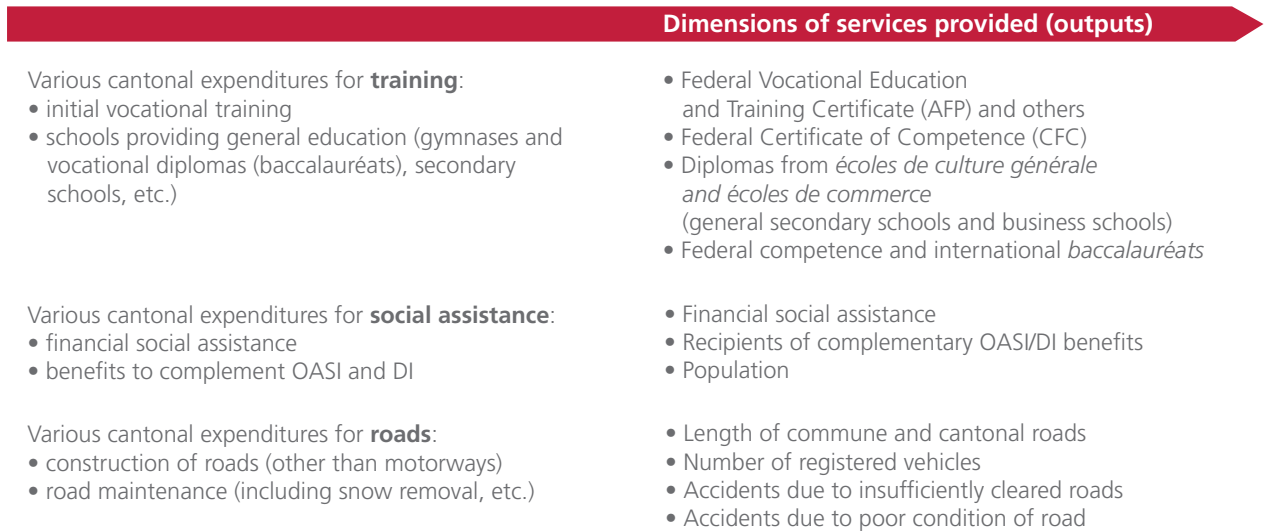 Dimensions of services provided (outputs)
Various cantonal expenditures for training:
• initial vocational training
• schools providing general education (gymnases and
vocational diplomas (baccalauréats), secondary
schools, etc.)
• Federal Vocational Education
and Training Certificate (AFP) and others
• Federal Certificate of Competence (CFC)
• Diplomas from écoles de culture générale
and écoles de commerce
(general secondary schools and business schools)
• Federal competence and international baccalauréats
Various cantonal expenditures for social assistance:
• financial social assistance
• benefits to complement OASI and DI
• Financial social assistance
• Recipients of complementary OASI/DI benefits
• Population
Various cantonal expenditures for roads:
• construction of roads (other than motorways)
• road maintenance (including snow removal, etc.)
• Length of commune and cantonal roads
• Number of registered vehicles
• Accidents due to insufficiently cleared roads
• Accidents due to poor condition of road